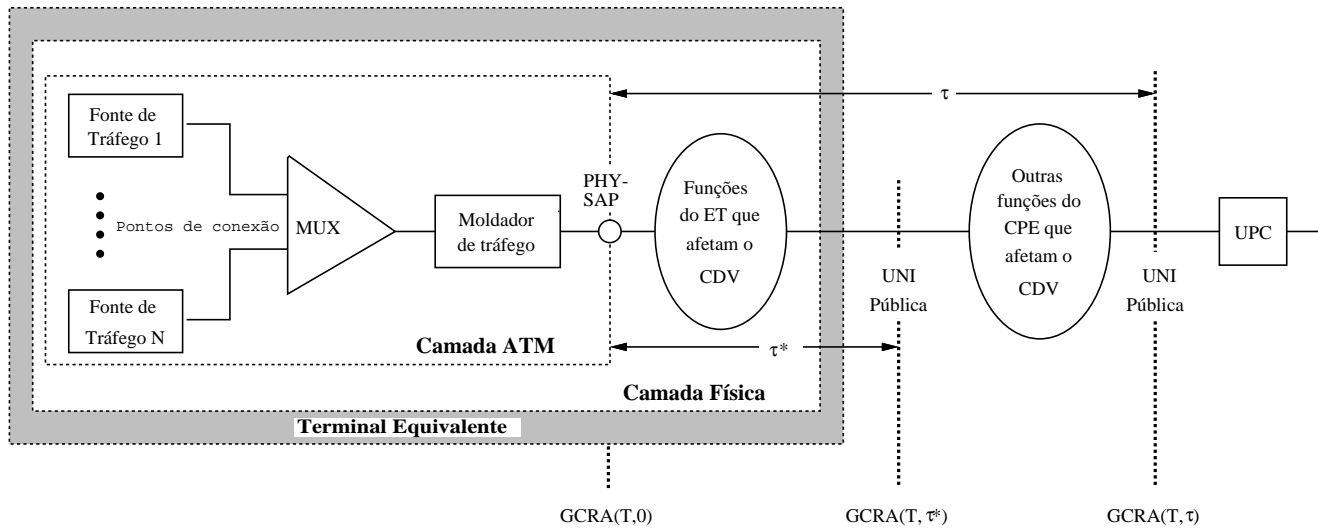 Fonte de
Tráfego 1
Pontos de conexão
Fonte de
Tráfego N
MUX
Moldador
de tráfego
PHY-
SAP
Funções
do ET que
afetam o
CDV
τ
UNI
Pública
Outras
funções do
CPE que
afetam o
CDV
UNI
Pública
UPC
Camada ATM
τ*
Camada Física
Terminal Equivalente
GCRA(T,0)
GCRA(T, τ*)
GCRA(T, τ)